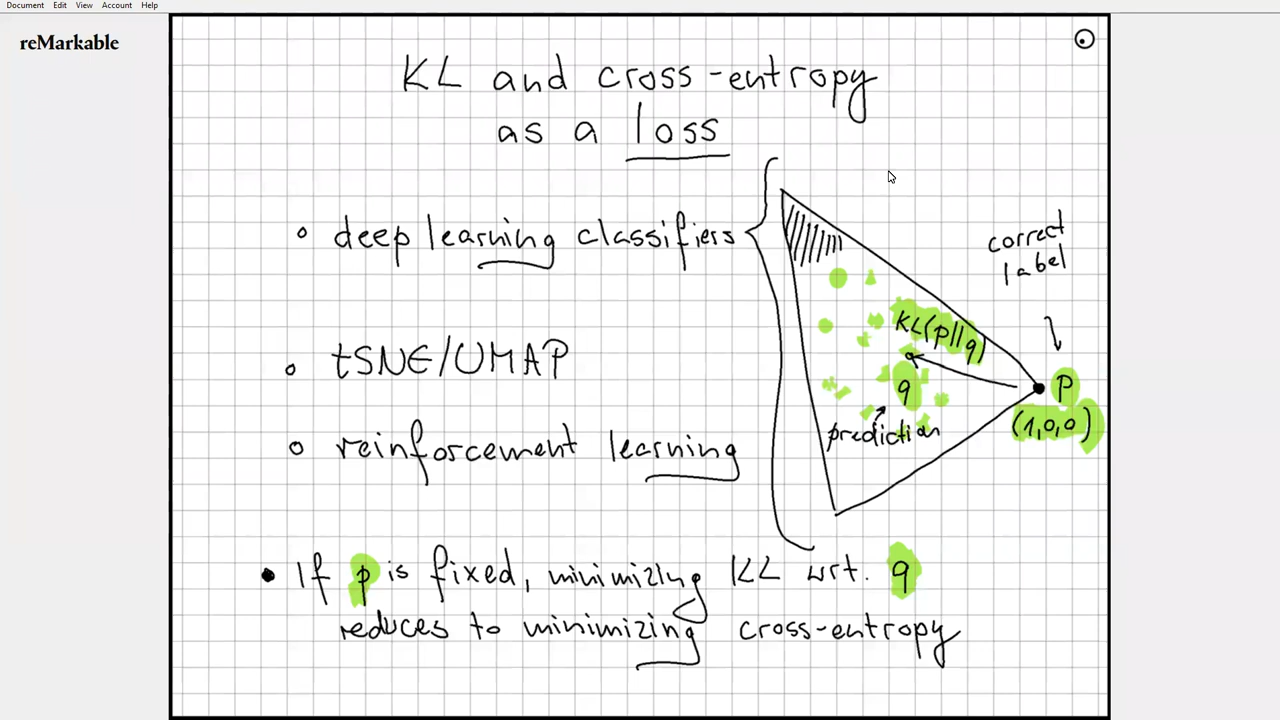 Document Edit View Account Help
reMarkable
KL and cross-entropy
as a loss
deep learning classifiers
tSNE/UMAP
reinforcement learning
correct
label
KL(p||q)
q
prediction
P
(1,0,0)
If p is fixed, minimizing KL wrt. q
reduces to minimizing cross-entropy